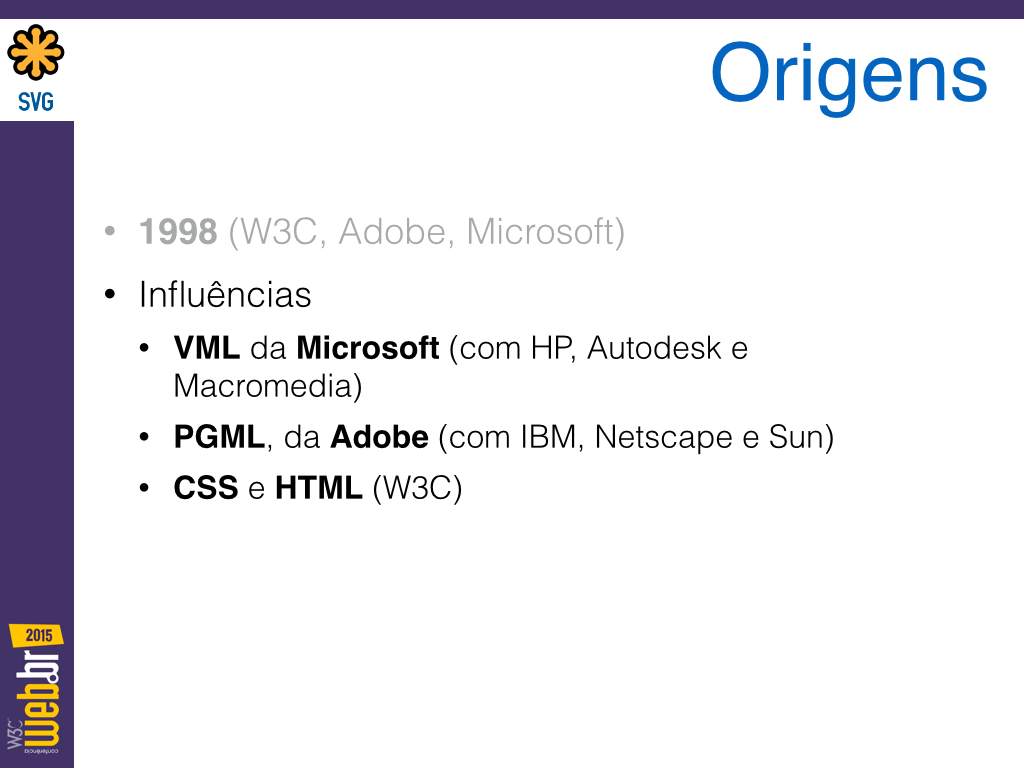 SVG
Origens
• 1998 (W3C, Adobe, Microsoft)
• Influências
• VML da Microsoft (com HP, Autodesk e
Macromedia)
• PGML, da Adobe (com IBM, Netscape e Sun)
• CSS e HTML (W3C)
2015
W3C
web.br
conferência